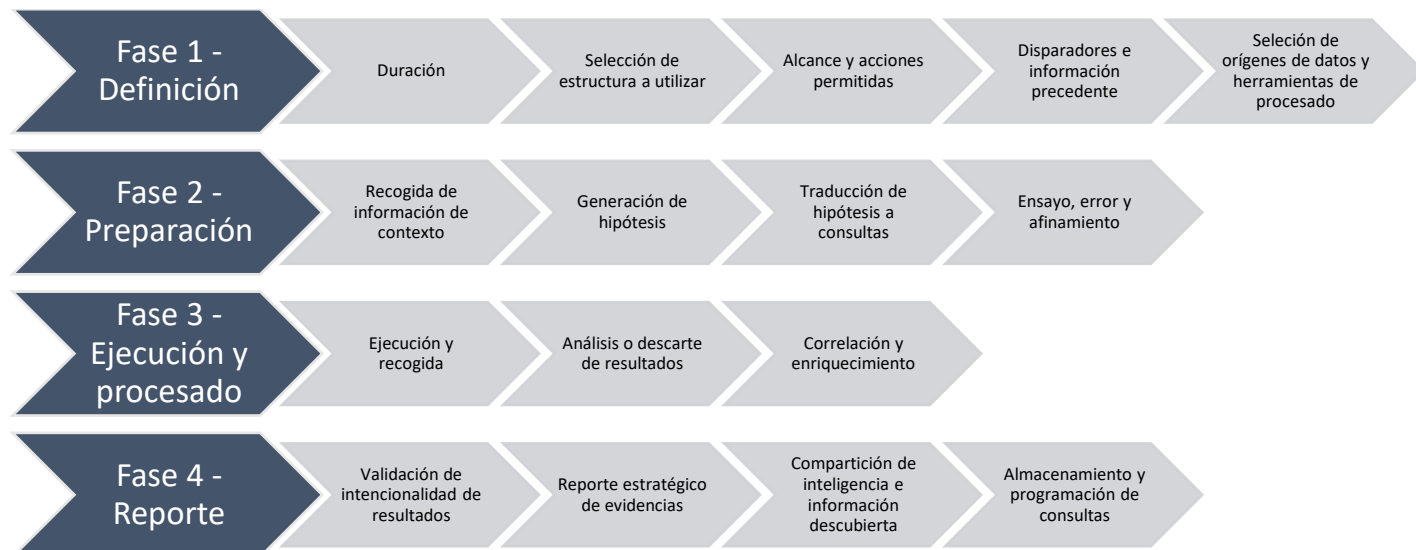 Fase 1 -
Definición
Duración
Selección de
estructura a utilizar
Alcance y acciones
permitidas
Disparadores e
información
precedente
Seleción de
orígenes de datos y
herramientas de
procesado
Fase 2 -
Preparación
Recogida de
información de
contexto
Generación de
hipótesis
Traducción de
hipótesis a
consultas
Ensayo, error y
afinamiento
Fase 3 -
Ejecución y
procesado
Ejecución y
recogida
Análisis o descarte
de resultados
Correlación y
enriquecimiento
Fase 4 -
Reporte
Validación de
intencionalidad de
resultados
Reporte estratégico
de evidencias
Compartición de
inteligencia e
información
descubierta
Almacenamiento y
programación de
consultas